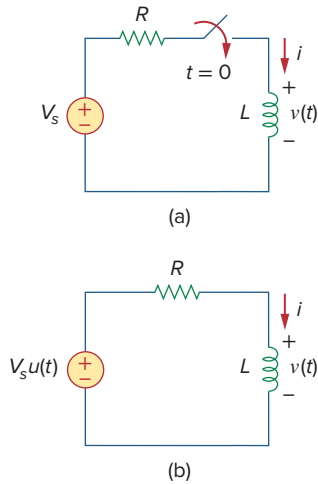 R
i
t = 0
+
V_s + − L v(t)
−
(a)
R
i
+
V_s u(t) + − L v(t)
−
(b)